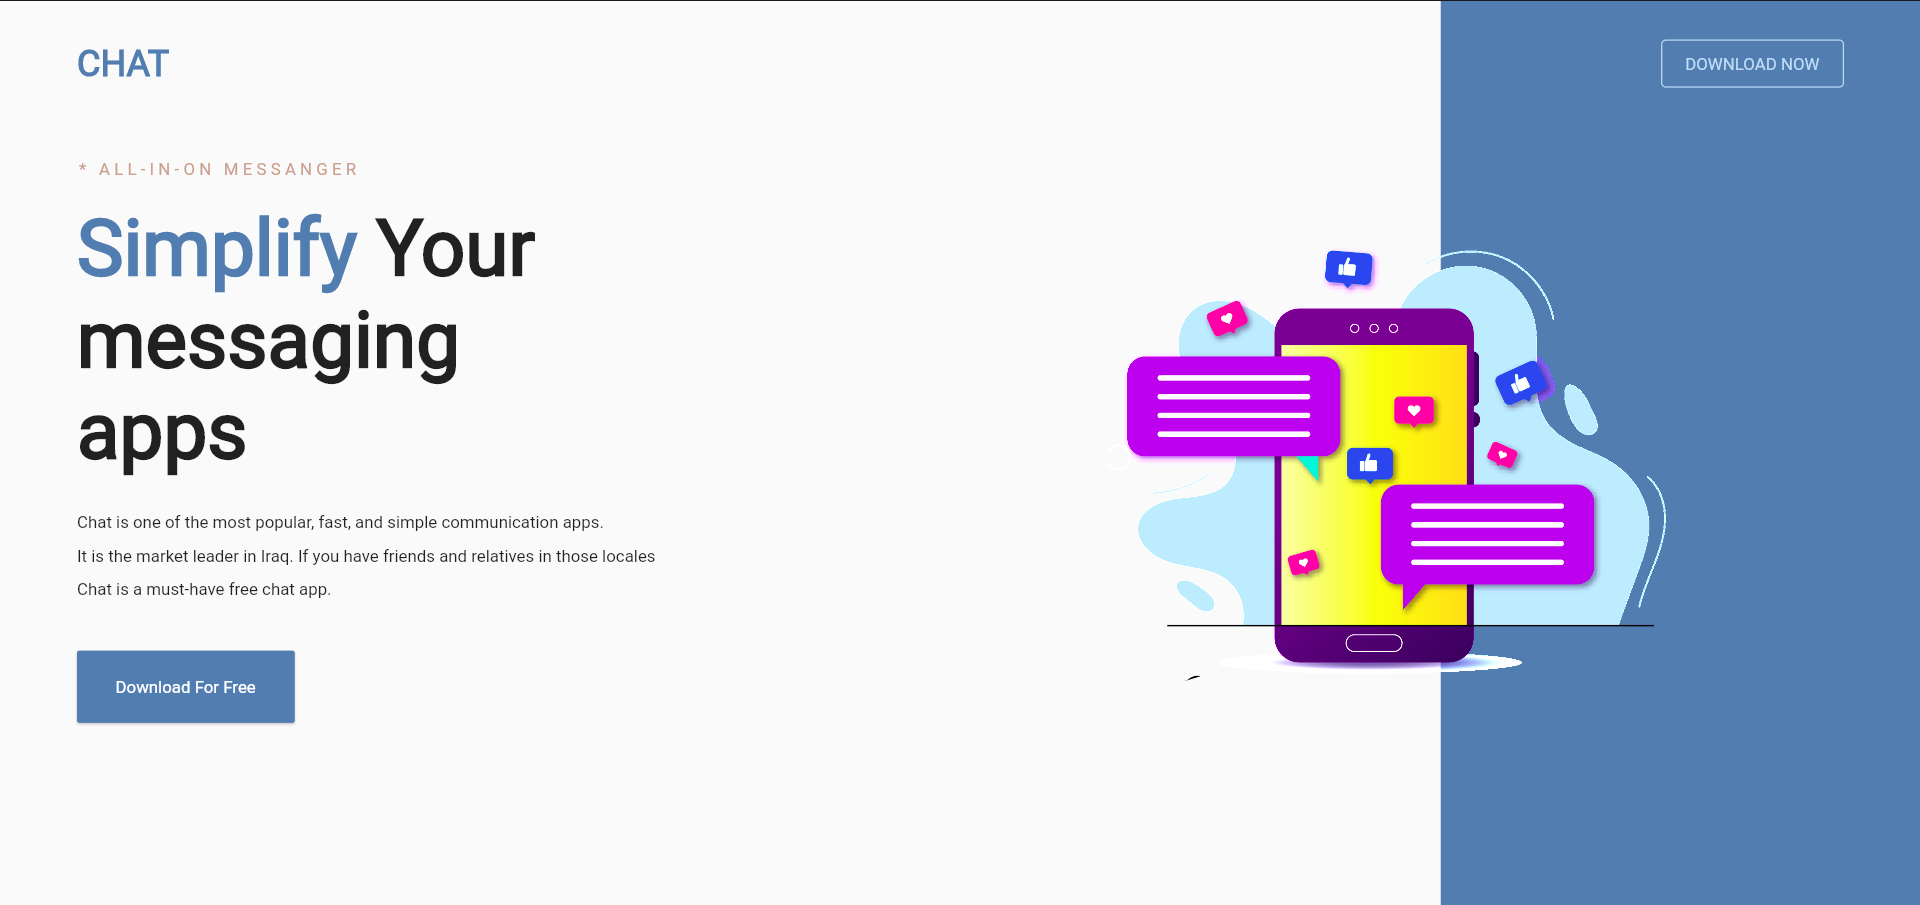 CHAT
DOWNLOAD NOW
* ALL-IN-ON MESSANGER
Simplify Your
messaging
apps
Chat is one of the most popular, fast, and simple communication apps.
It is the market leader in Iraq. If you have friends and relatives in those locales
Chat is a must-have free chat app.
Download For Free